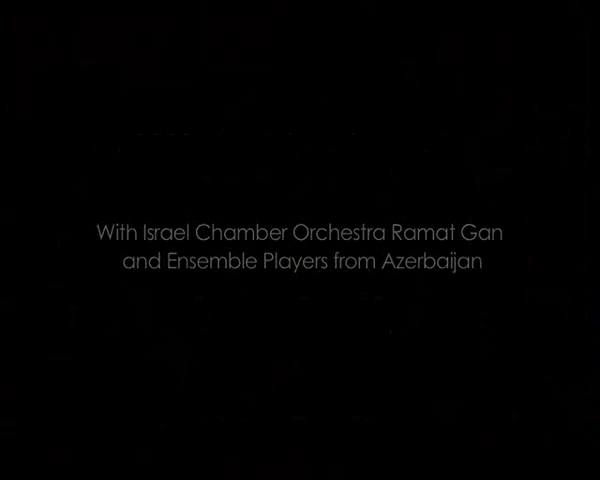 With Israel Chamber Orchestra Ramat Gan
and Ensemble Players from Azerbaijan